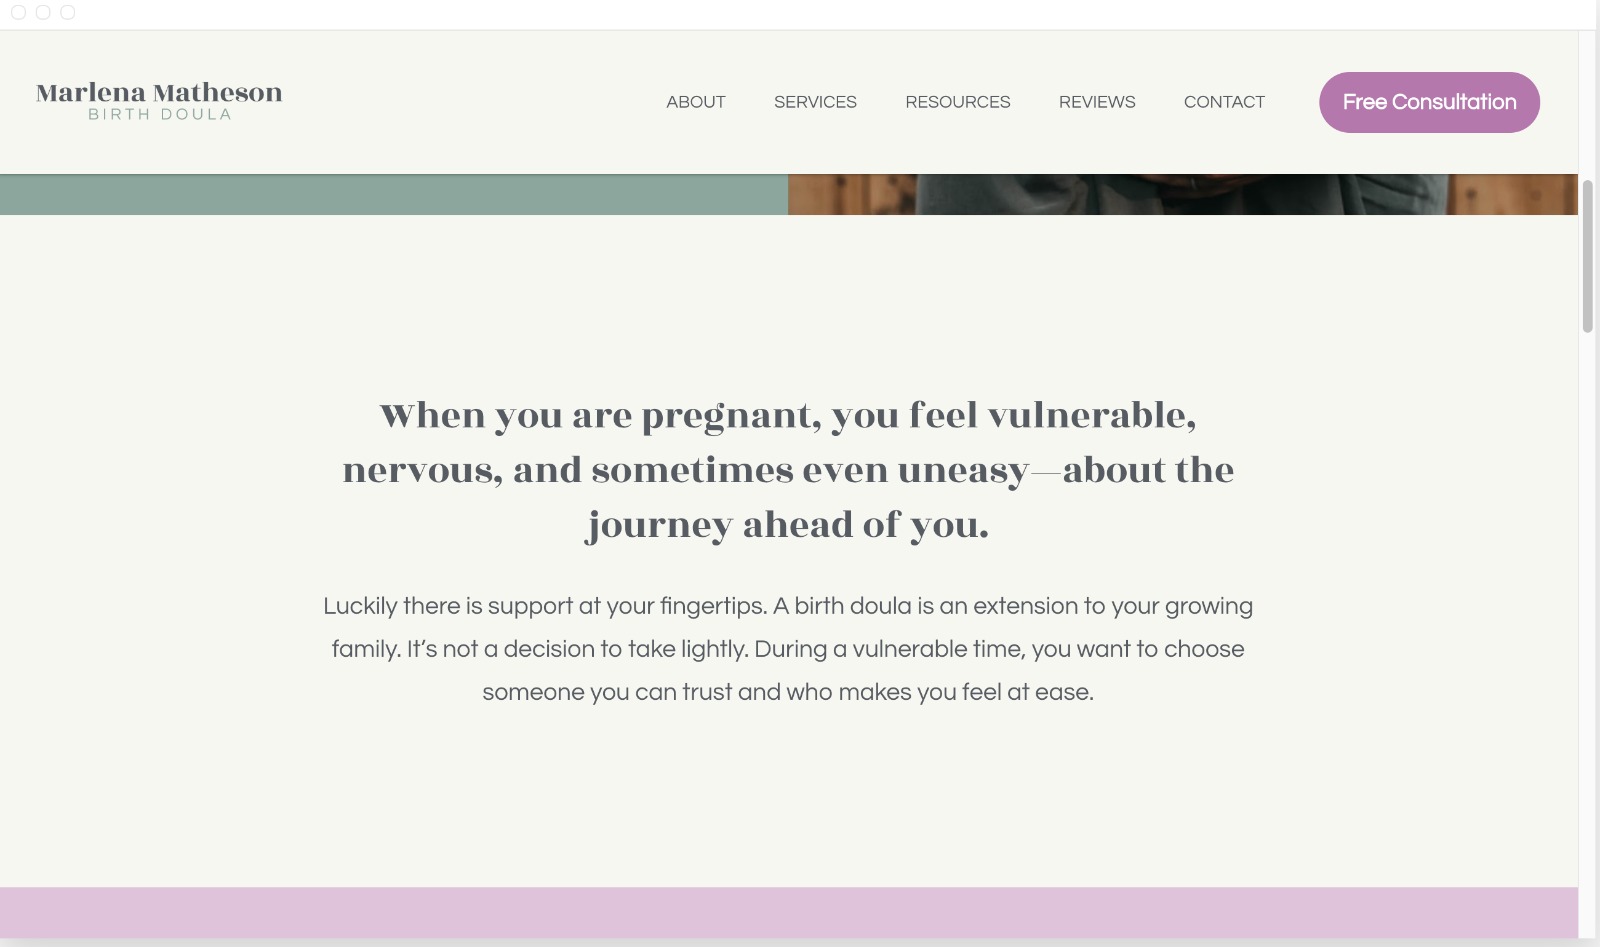 Marlena Matheson
BIRTH DOULA
ABOUT
SERVICES
RESOURCES
REVIEWS
CONTACT
Free Consultation
When you are pregnant, you feel vulnerable,
nervous, and sometimes even uneasy—about the
journey ahead of you.
Luckily there is support at your fingertips. A birth doula is an extension to your growing
family. It’s not a decision to take lightly. During a vulnerable time, you want to choose
someone you can trust and who makes you feel at ease.